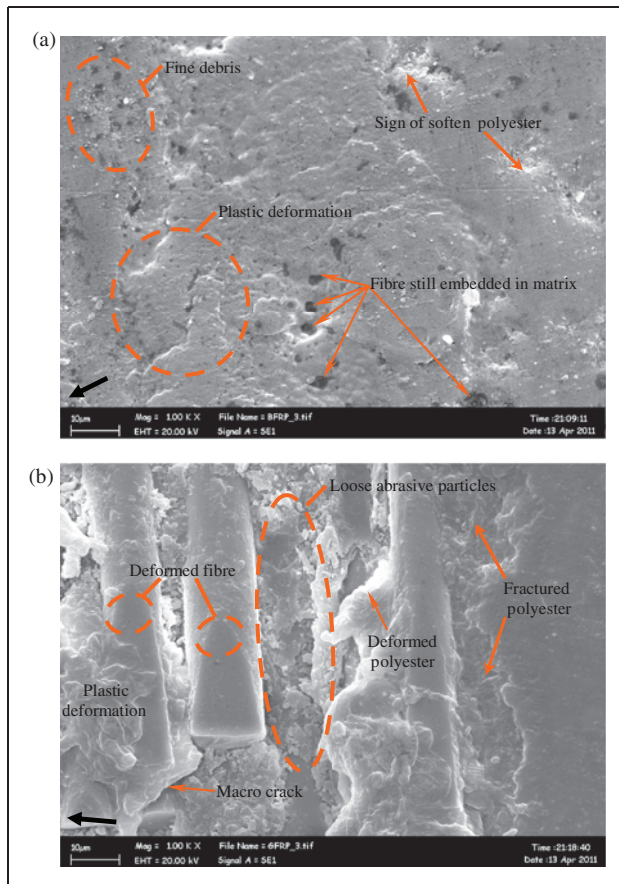 (a)
Fine debris
Sign of soften polyester
Plastic deformation
Fibre still embedded in matrix
10µm
Mag = 1.00 K X
File Name = BFRP_3.tif
Time :21:09:11
EHT = 20.00 kV
Signal A = SE1
Date :13 Apr 2011
(b)
Loose abrasive particles
Deformed fibre
Fractured
polyester
Deformed
polyester
Plastic
deformation
Macro crack
10µm
Mag = 1.00 K X
File Name = GFRP_3.tif
Time :21:18:40
EHT = 20.00 kV
Signal A = SE1
Date :13 Apr 2011